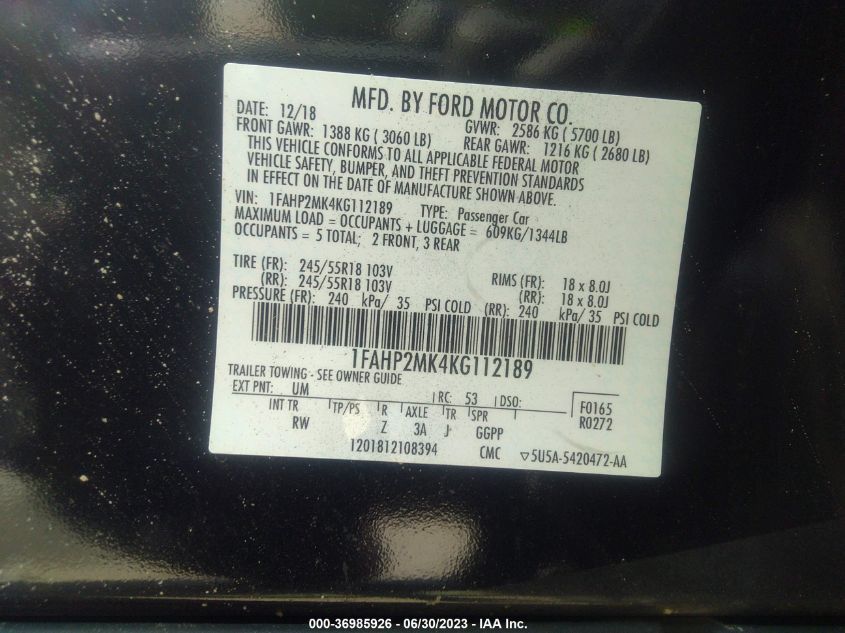 MFD. BY FORD MOTOR CO.
DATE: 12/18 GVWR: 2586 KG ( 5700 LB)
FRONT GAWR: 1388 KG ( 3060 LB) REAR GAWR: 1216 KG ( 2680 LB)
THIS VEHICLE CONFORMS TO ALL APPLICABLE FEDERAL MOTOR
VEHICLE SAFETY, BUMPER, AND THEFT PREVENTION STANDARDS
IN EFFECT ON THE DATE OF MANUFACTURE SHOWN ABOVE.
VIN: 1FAHP2MK4KG112189 TYPE: Passenger Car
MAXIMUM LOAD = OCCUPANTS + LUGGAGE = 609KG/1344LB
OCCUPANTS = 5 TOTAL; 2 FRONT, 3 REAR
TIRE (FR): 245/55R18 103V RIMS (FR): 18 x 8.0J
(RR): 245/55R18 103V (RR): 18 x 8.0J
PRESSURE (FR): 240 kPa/ 35 PSI COLD (RR): 240 kPa/ 35 PSI COLD
1FAHP2MK4KG112189
TRAILER TOWING - SEE OWNER GUIDE
EXT PNT: UM RC: 53 DSO: F0165
INT TR TP/PS R AXLE TR SPR R0272
RW Z 3A J GGPP
1201812108394 CMC ▽5U5A-5420472-AA
000-36985926 - 06/30/2023 - IAA Inc.